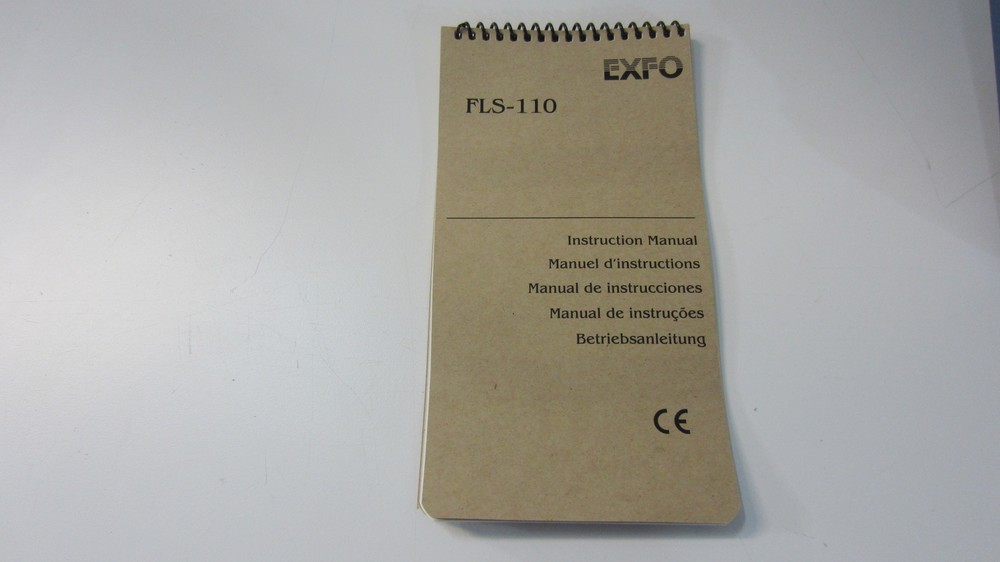 EXFO
FLS-110
Instruction Manual
Manuel d'instructions
Manual de instrucciones
Manual de instruções
Betriebsanleitung
CE